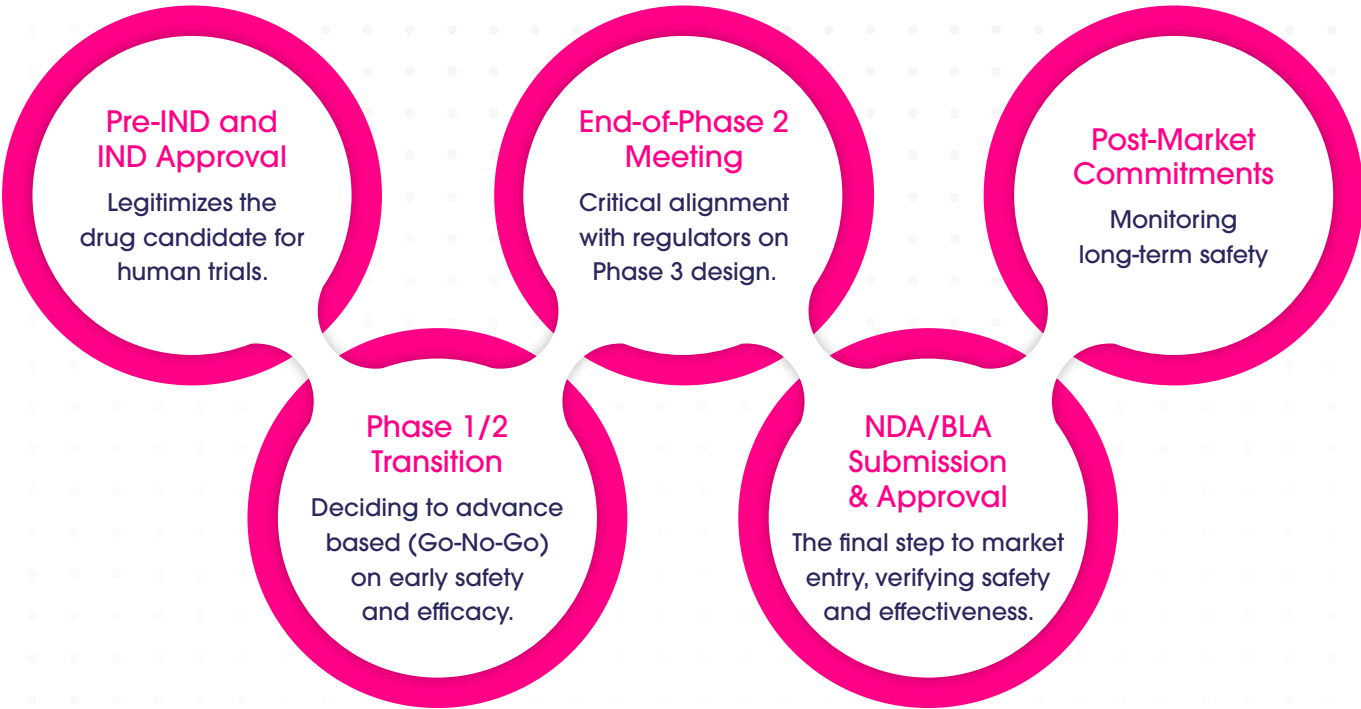 Pre-IND and
IND Approval
Legitimizes the
drug candidate for
human trials.
Phase 1/2
Transition
Deciding to advance
based (Go-No-Go)
on early safety
and efficacy.
End-of-Phase 2
Meeting
Critical alignment
with regulators on
Phase 3 design.
NDA/BLA
Submission
& Approval
The final step to market
entry, verifying safety
and effectiveness.
Post-Market
Commitments
Monitoring
long-term safety